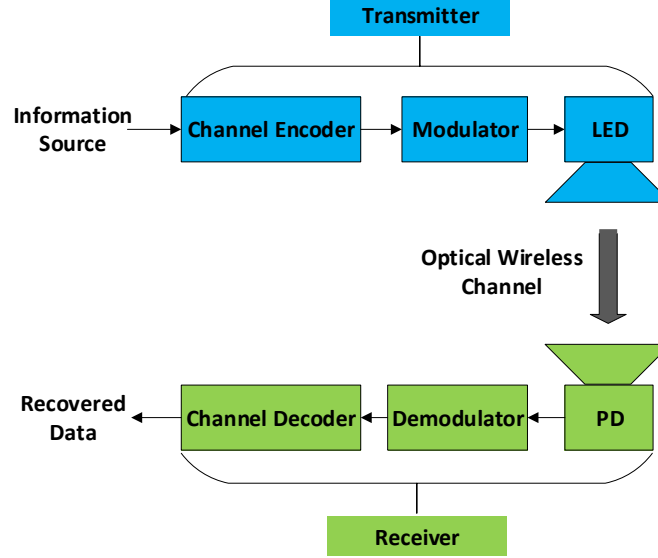 Transmitter
Information
Source
Channel Encoder
Modulator
LED
Optical Wireless
Channel
Recovered
Data
Channel Decoder
Demodulator
PD
Receiver